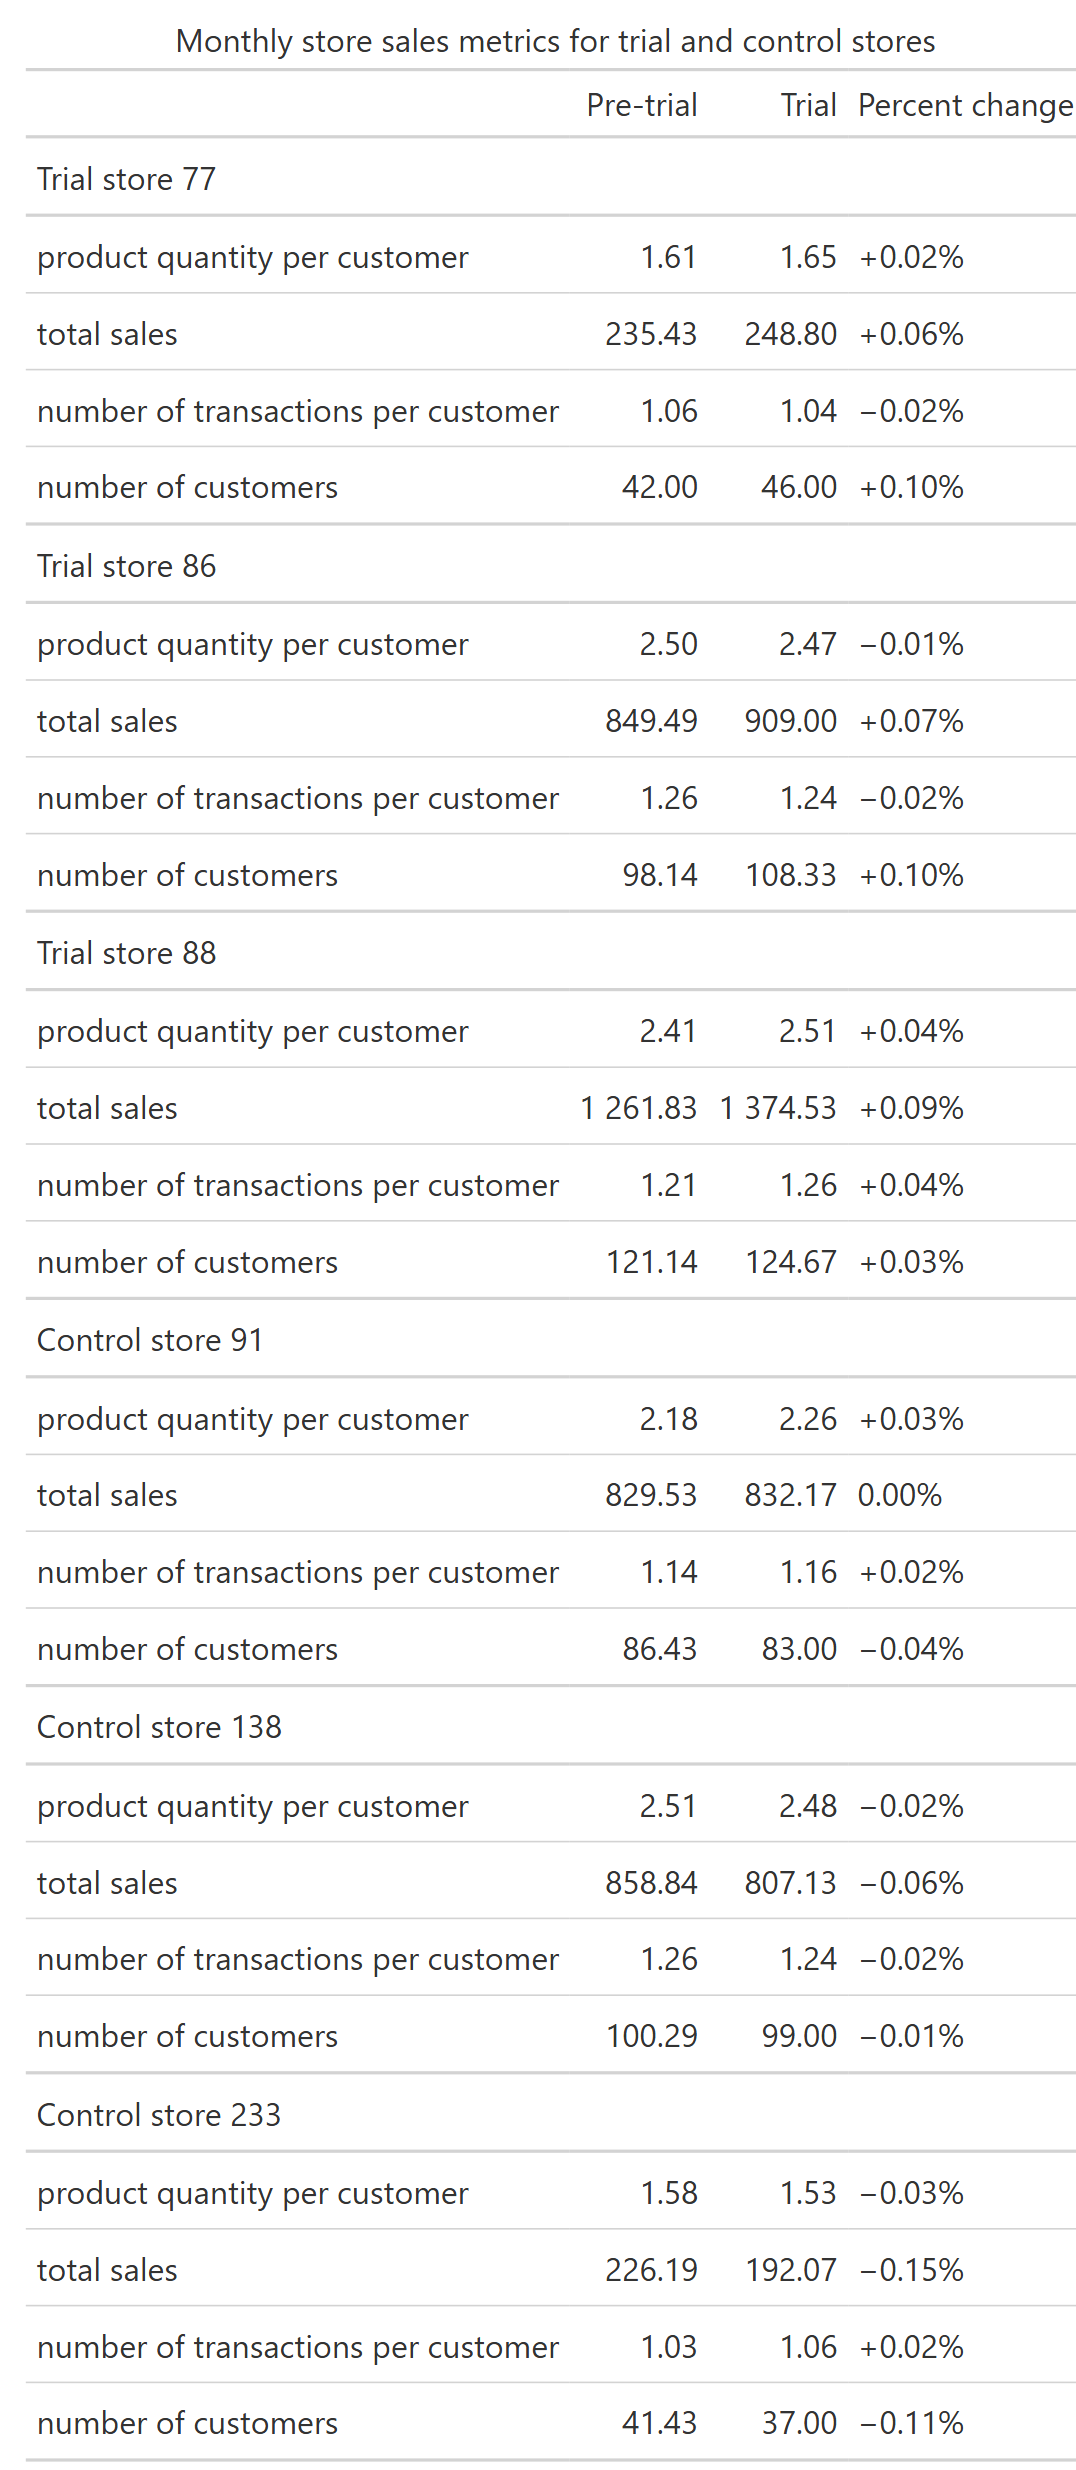 Monthly store sales metrics for trial and control stores
Pre-trial Trial Percent change
Trial store 77
product quantity per customer 1.61 1.65 +0.02%
total sales 235.43 248.80 +0.06%
number of transactions per customer 1.06 1.04 −0.02%
number of customers 42.00 46.00 +0.10%
Trial store 86
product quantity per customer 2.50 2.47 −0.01%
total sales 849.49 909.00 +0.07%
number of transactions per customer 1.26 1.24 −0.02%
number of customers 98.14 108.33 +0.10%
Trial store 88
product quantity per customer 2.41 2.51 +0.04%
total sales 1 261.83 1 374.53 +0.09%
number of transactions per customer 1.21 1.26 +0.04%
number of customers 121.14 124.67 +0.03%
Control store 91
product quantity per customer 2.18 2.26 +0.03%
total sales 829.53 832.17 0.00%
number of transactions per customer 1.14 1.16 +0.02%
number of customers 86.43 83.00 −0.04%
Control store 138
product quantity per customer 2.51 2.48 −0.02%
total sales 858.84 807.13 −0.06%
number of transactions per customer 1.26 1.24 −0.02%
number of customers 100.29 99.00 −0.01%
Control store 233
product quantity per customer 1.58 1.53 −0.03%
total sales 226.19 192.07 −0.15%
number of transactions per customer 1.03 1.06 +0.02%
number of customers 41.43 37.00 −0.11%